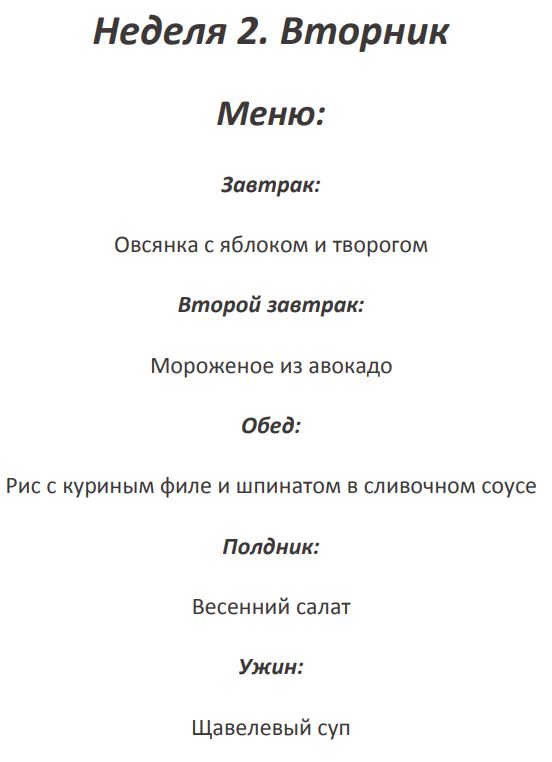 Неделя 2. Вторник
Меню:
Завтрак:
Овсянка с яблоком и творогом
Второй завтрак:
Мороженое из авокадо
Обед:
Рис с куриным филе и шпинатом в сливочном соусе
Полдник:
Весенний салат
Ужин:
Щавелевый суп